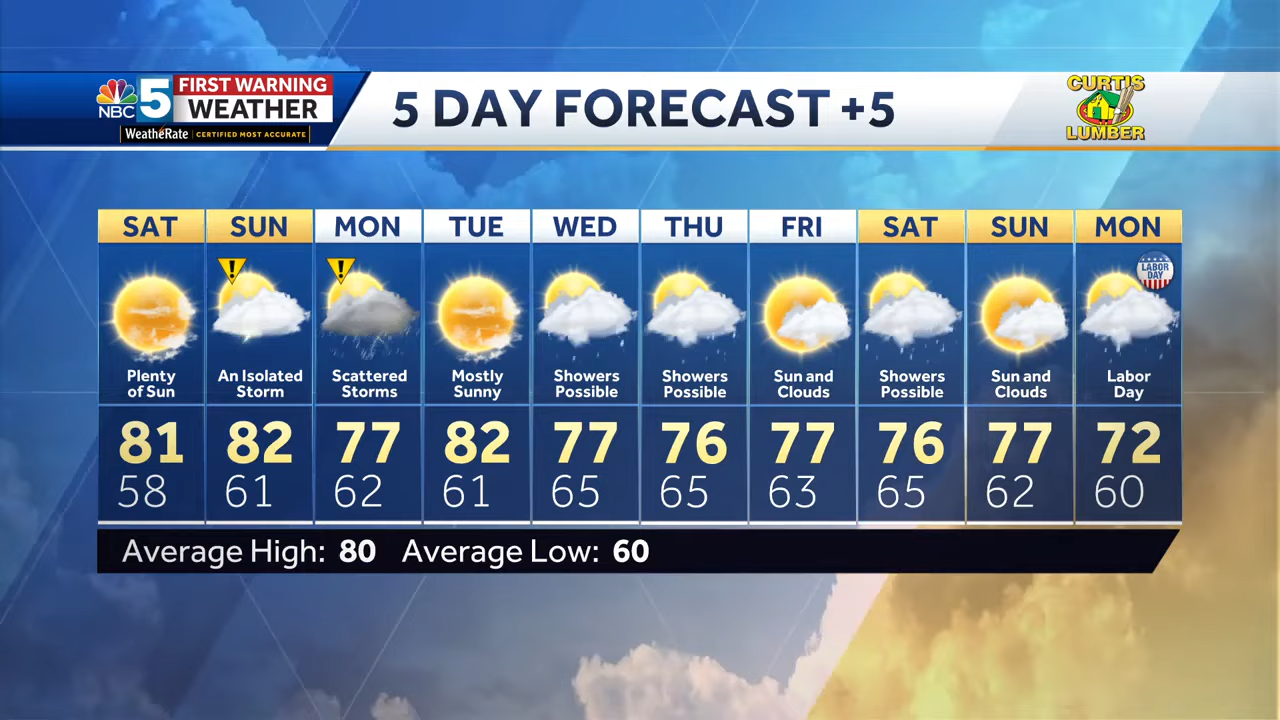 NBC 5 FIRST WARNING
WEATHER
WeatheRate CERTIFIED MOST ACCURATE
5 DAY FORECAST +5
CURTIS
LUMBER
SAT SUN MON TUE WED THU FRI SAT SUN MON
! !
LABOR
DAY
Plenty An Isolated Scattered Mostly Showers Showers Sun and Showers Sun and Labor
of Sun Storm Storms Sunny Possible Possible Clouds Possible Clouds Day
81 82 77 82 77 76 77 76 77 72
58 61 62 61 65 65 63 65 62 60
Average High: 80 Average Low: 60